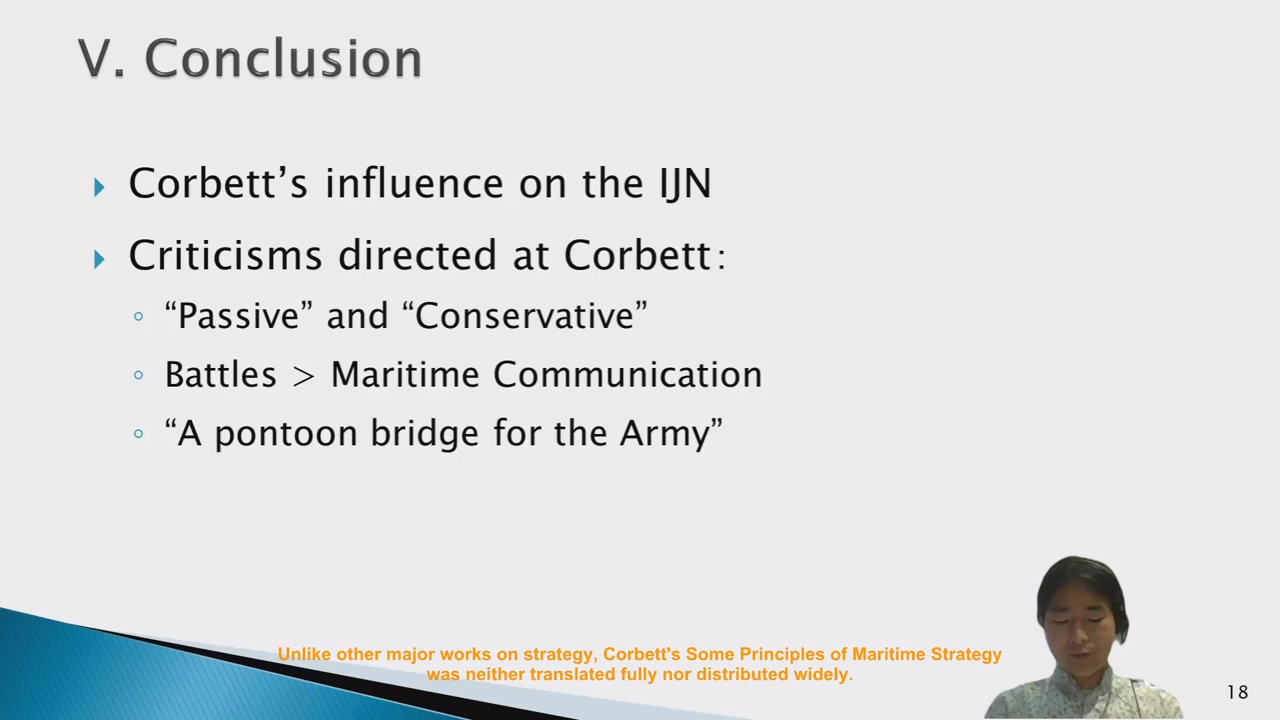 V. Conclusion
Corbett’s influence on the IJN
Criticisms directed at Corbett：
“Passive” and “Conservative”
Battles > Maritime Communication
“A pontoon bridge for the Army”
Unlike other major works on strategy, Corbett's Some Principles of Maritime Strategy
was neither translated fully nor distributed widely.
18